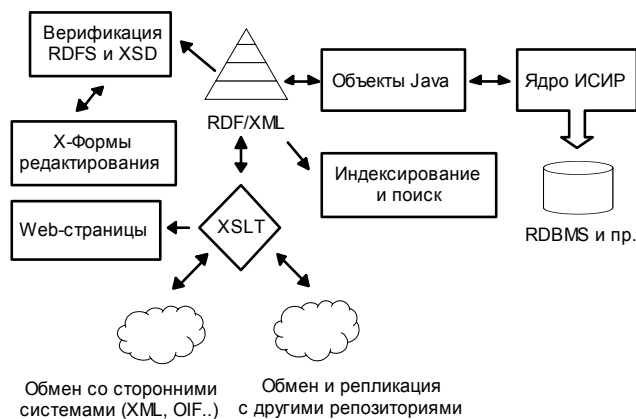 Верификация
RDFS и XSD
Объекты Java
Ядро ИСИР
RDF/XML
Х-Формы
редактирования
Индексирование
и поиск
Web-страницы
XSLT
RDBMS и пр.
Обмен со сторонними
системами (XML, OIF..)
Обмен и репликация
с другими репозиториями